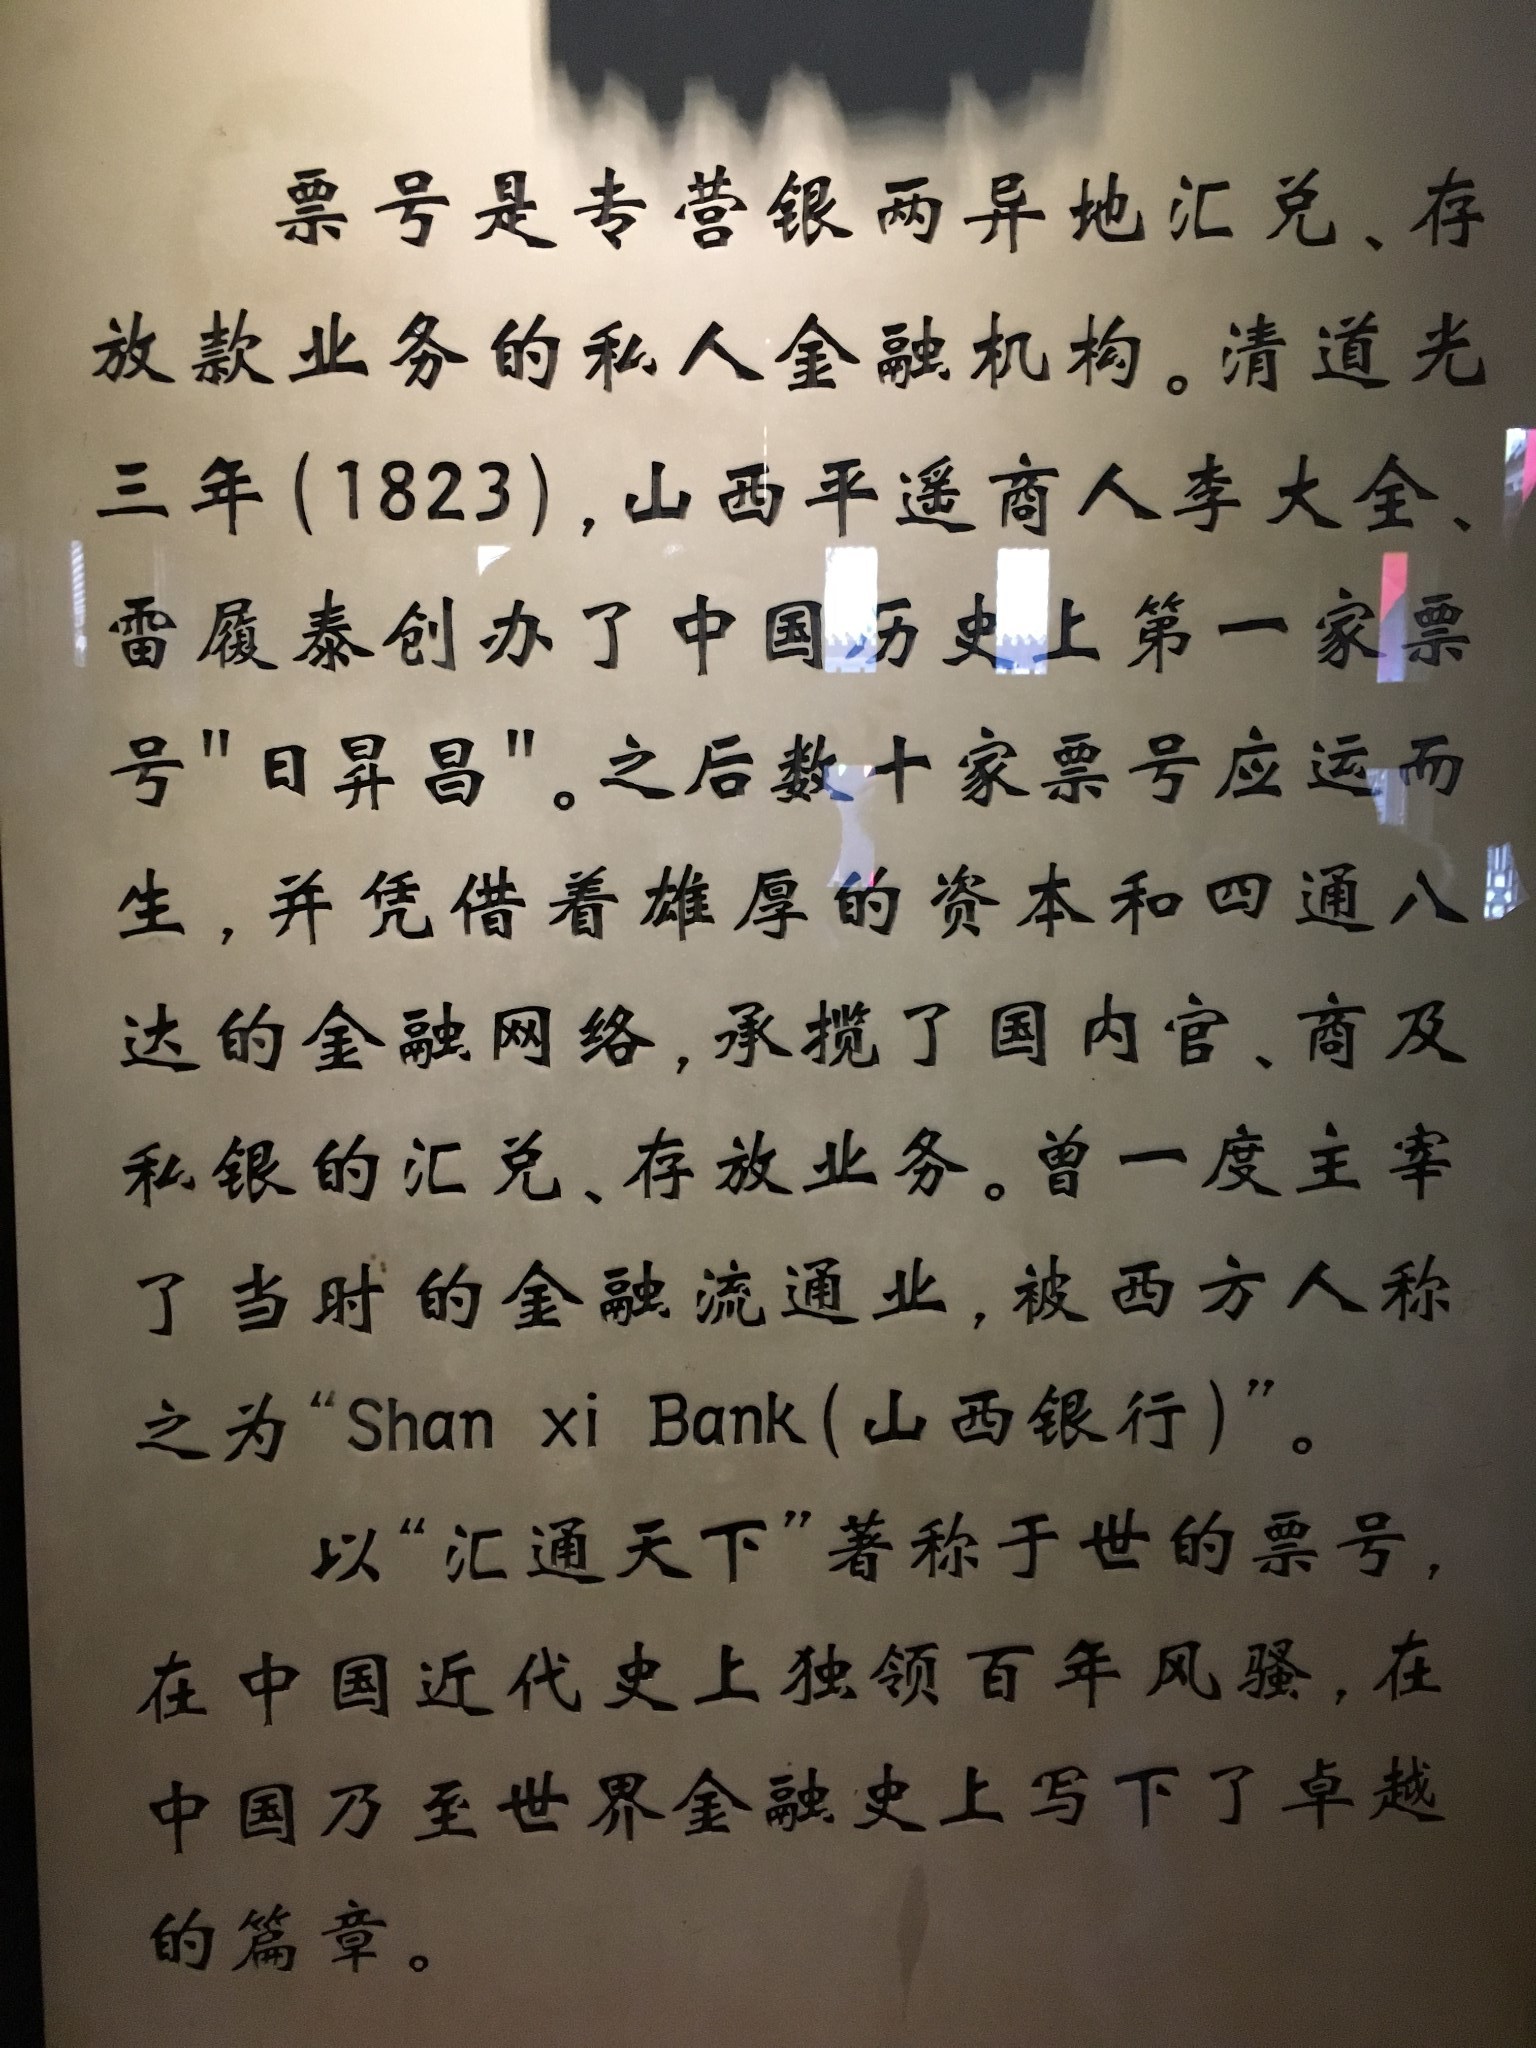 票号是专营银两异地汇兑、存
放款业务的私人金融机构。清道光
三年(1823),山西平遥商人李大全、
雷履泰创办了中国历史上第一家票
号"日昇昌"。之后数十家票号应运而
生,并凭借着雄厚的资本和四通八
达的金融网络,承揽了国内官、商及
私银的汇兑、存放业务。曾一度主宰
了当时的金融流通业,被西方人称
之为“Shan xi Bank(山西银行)”。
以“汇通天下”著称于世的票号,
在中国近代史上独领百年风骚,在
中国乃至世界金融史上写下了卓越
的篇章。